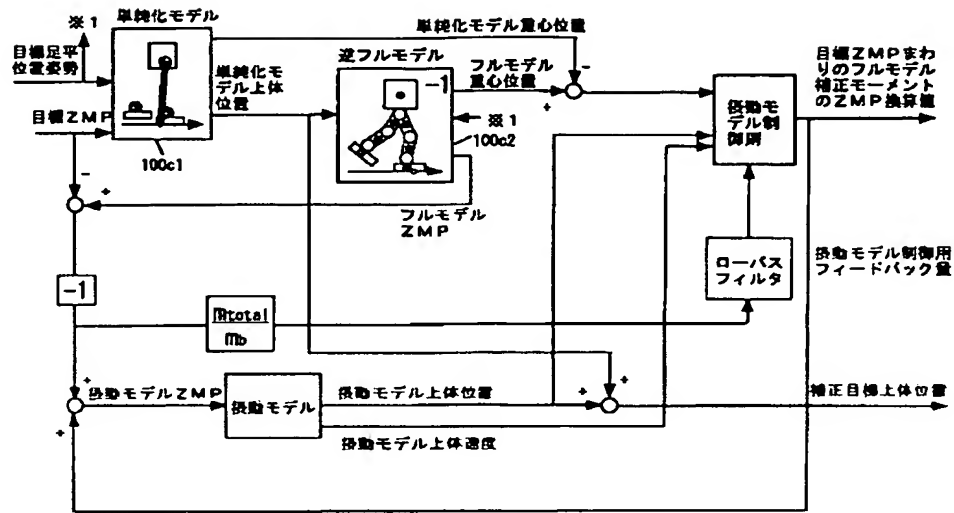 ※1
単純化モデル
目標足平
位置姿勢
目標ZMP
100c1
単純化モデル重心位置
単純化モ
デル上体
位置
逆フルモデル
-1
フルモデル
重心位置
※1
100c2
フルモデル
ZMP
摂動モ
デル制
御則
目標ZMPまわ
りのフルモデル
補正モーメント
のZMP換算値
ローパス
フィルタ
摂動モデル制御用
フィードバック量
-1
mtotal
mb
摂動モデルZMP
摂動モデル
摂動モデル上体位置
摂動モデル上体速度
補正目標上体位置
- + + - + + + +